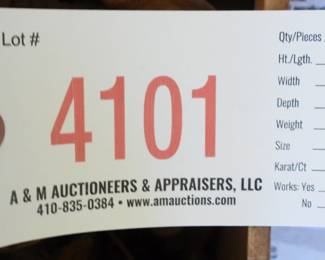 Lot #
4101
A & M AUCTIONEERS & APPRAISERS, LLC
410-835-0384 • www.amauctions.com
Qty/Pieces
Ht./Lgth.
Width
Depth
Weight
Size
Karat/Ct
Works: Yes
No